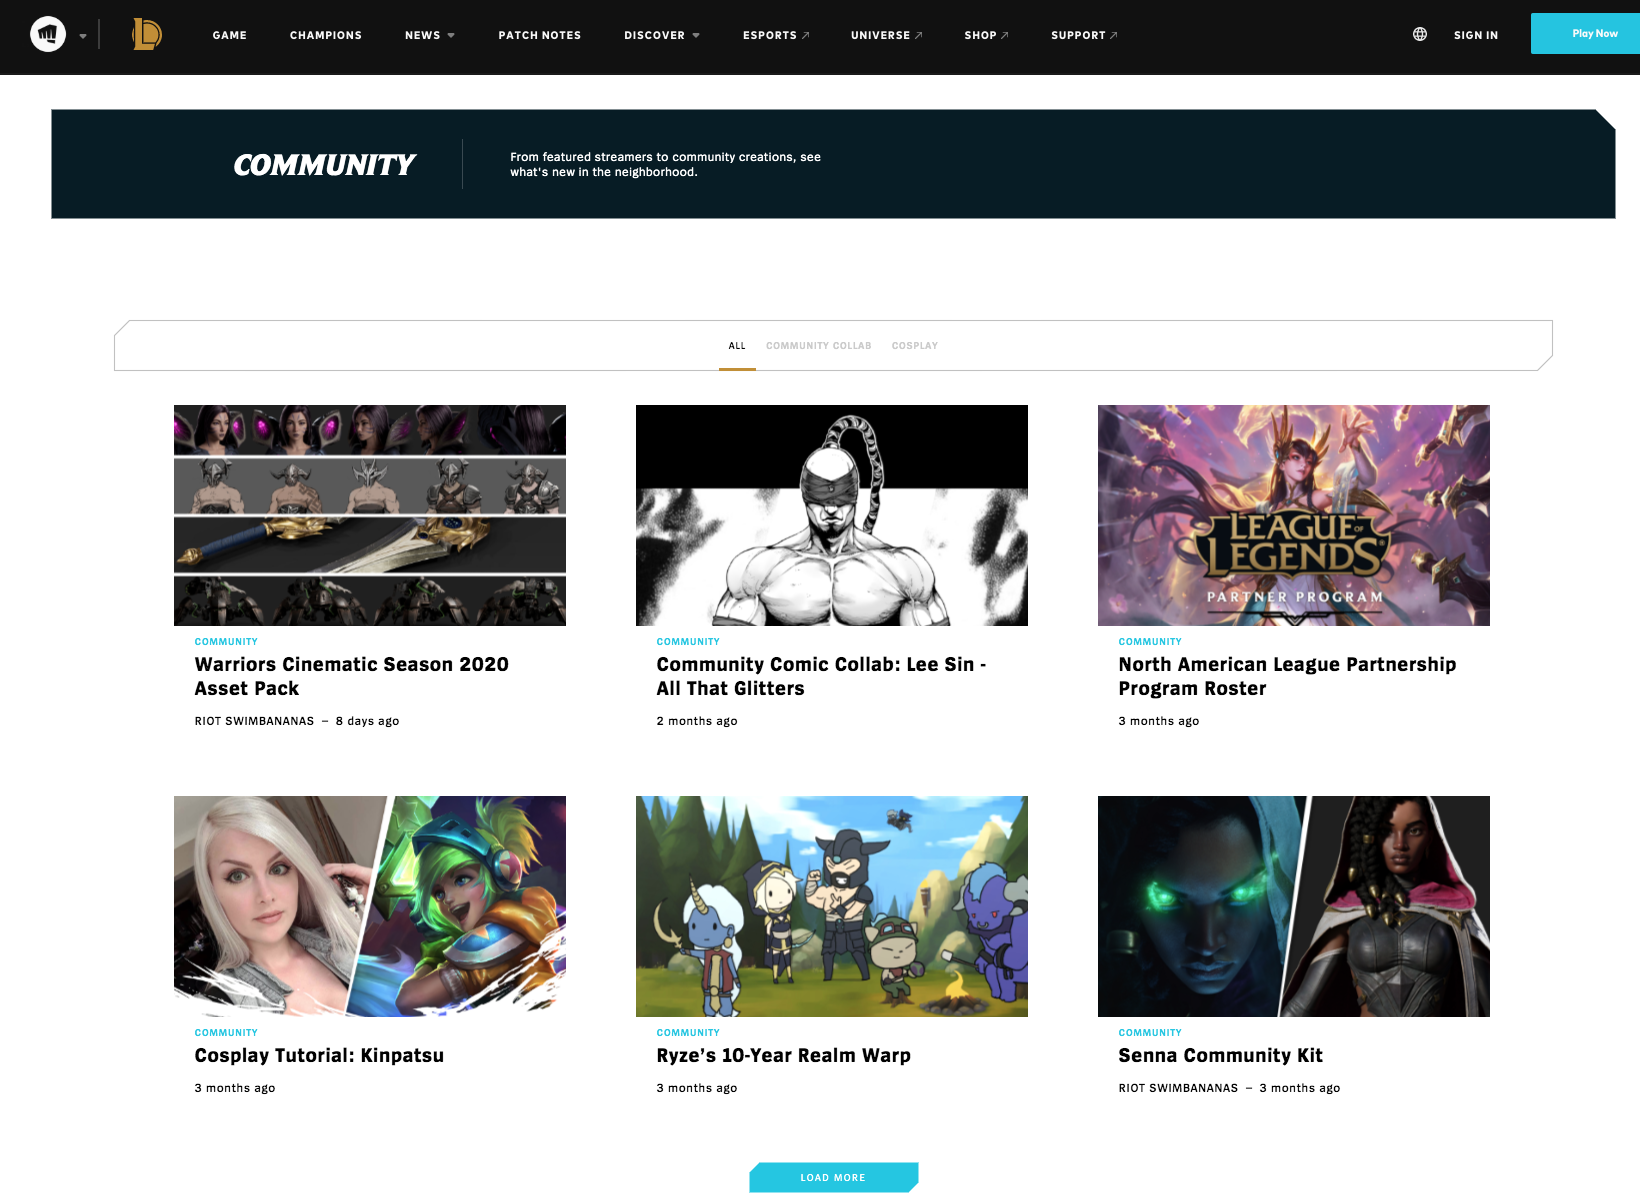 GAME
CHAMPIONS
NEWS
PATCH NOTES
DISCOVER
ESPORTS
UNIVERSE
SHOP
SUPPORT
SIGN IN
Play Now
COMMUNITY
From featured streamers to community creations, see
what's new in the neighborhood.
ALL
COMMUNITY COLLAB
COSPLAY
LEAGUE OF
LEGENDS
PARTNER PROGRAM
COMMUNITY
Warriors Cinematic Season 2020
Asset Pack
RIOT SWIMBANANAS – 8 days ago
COMMUNITY
Community Comic Collab: Lee Sin -
All That Glitters
2 months ago
COMMUNITY
North American League Partnership
Program Roster
3 months ago
COMMUNITY
Cosplay Tutorial: Kinpatsu
3 months ago
COMMUNITY
Ryze’s 10-Year Realm Warp
3 months ago
COMMUNITY
Senna Community Kit
RIOT SWIMBANANAS – 3 months ago
LOAD MORE